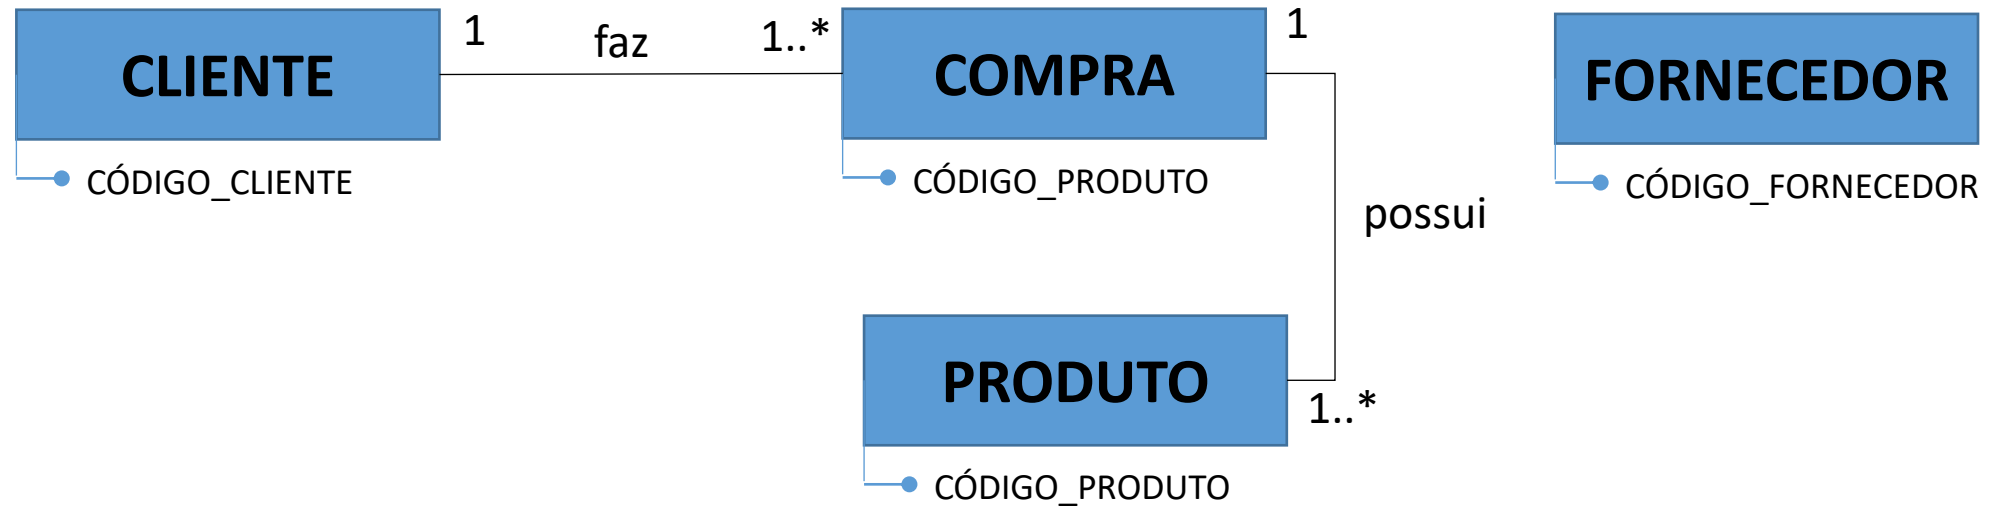 1
faz
1..*
1
CLIENTE
COMPRA
FORNECEDOR
CÓDIGO_CLIENTE
CÓDIGO_PRODUTO
CÓDIGO_FORNECEDOR
possui
PRODUTO
1..*
CÓDIGO_PRODUTO